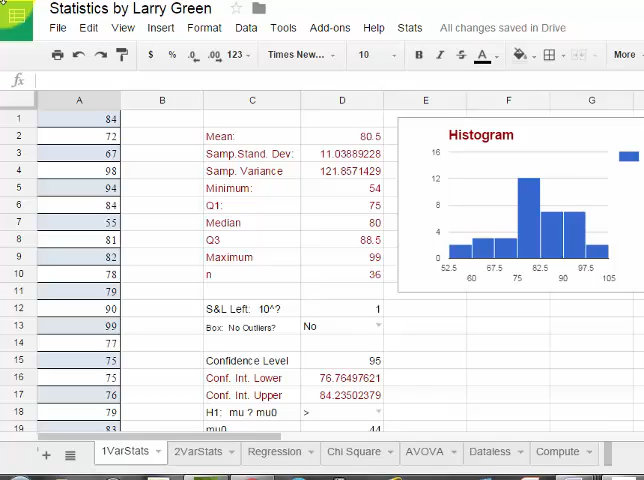 Statistics by Larry Green
File Edit View Insert Format Data Tools Add-ons Help Stats All changes saved in Drive
$ % .0 .00 123 Times New... 10 B I S A More
fx
A B C D E F G
1 84
2 72 Mean: 80.5
3 67 Samp.Stand. Dev: 11.03889228
4 98 Samp. Variance 121.8571429
5 94 Minimum: 54
6 84 Q1: 75
7 55 Median 80
8 81 Q3 88.5
9 82 Maximum 99
10 78 n 36
11 79
12 90 S&L Left: 10^? 1
13 99 Box: No Outliers? No
14 77
15 75 Confidence Level 95
16 75 Conf. Int. Lower 76.76497621
17 76 Conf. Int. Upper 84.23502379
18 79 H1: mu ? mu0 >
19 83 mu0 44
Histogram
16
12
8
4
0
52.5 67.5 82.5 97.5
60 75 90 105
1VarStats 2VarStats Regression Chi Square AVOVA Dataless Compute